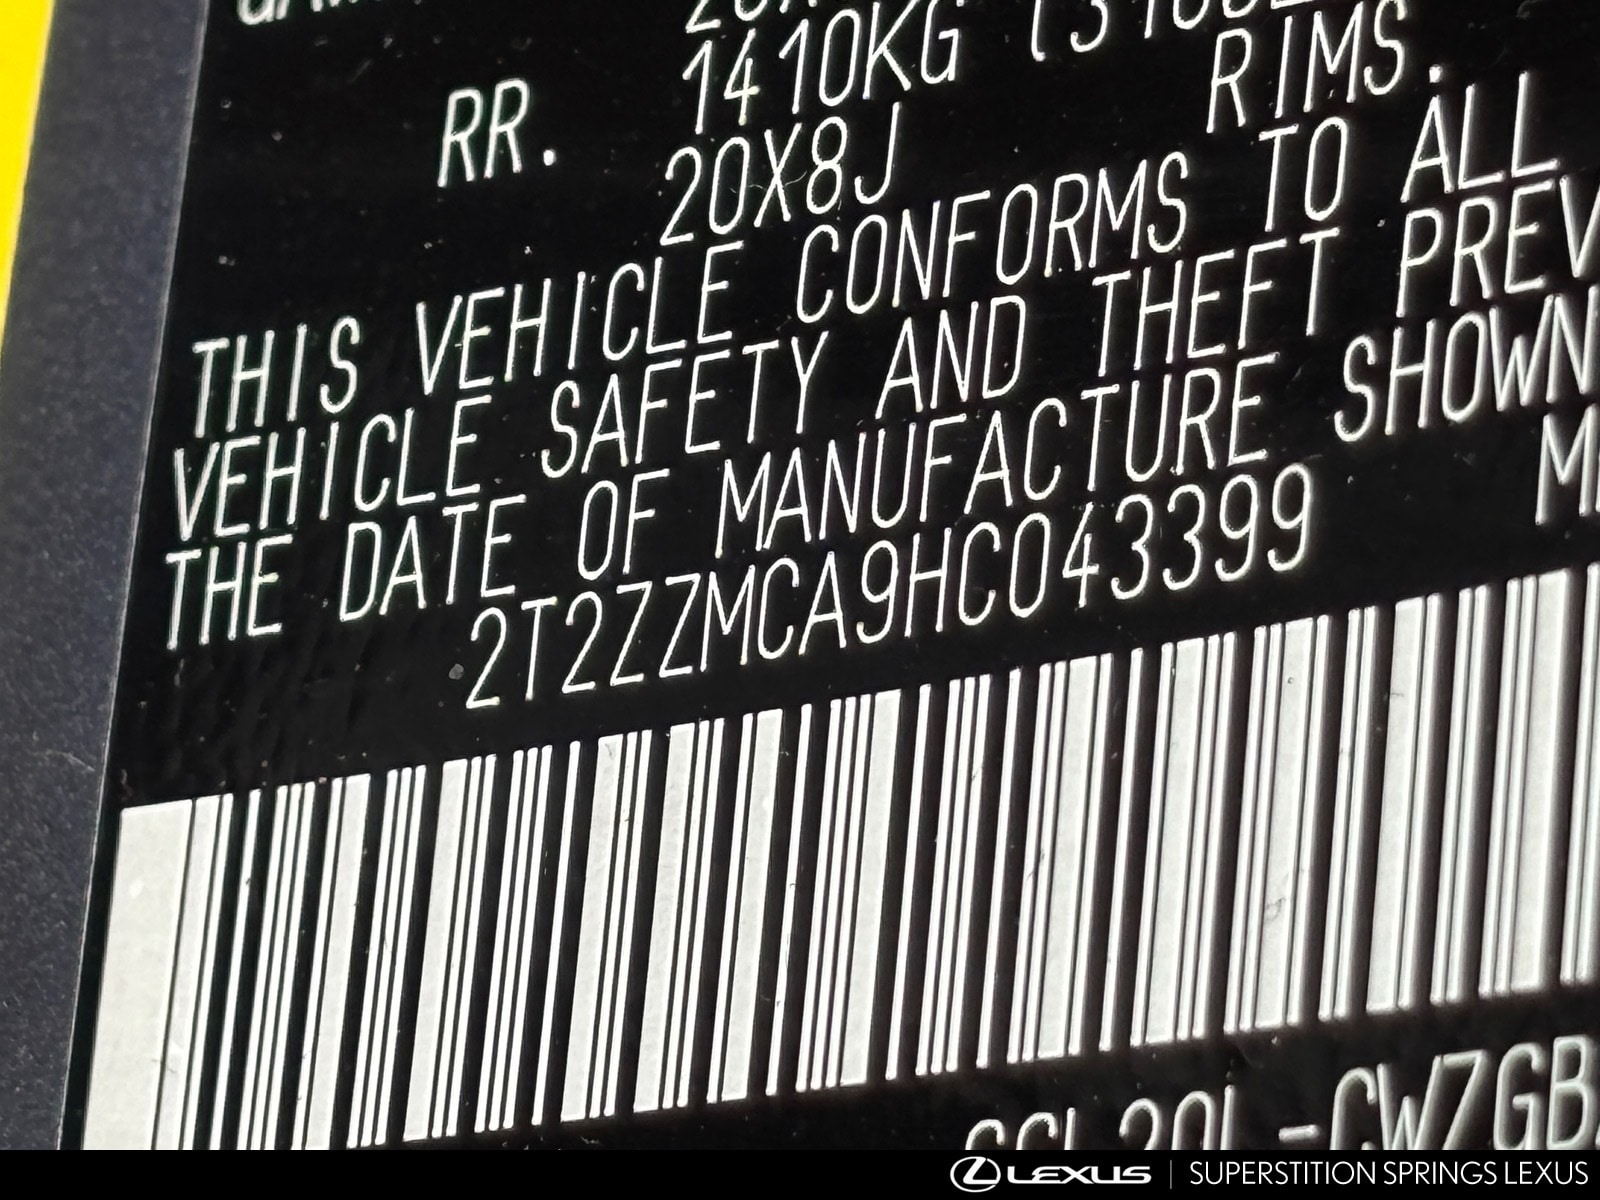 RR. 1410KG
20X8J RIMS.
THIS VEHICLE CONFORMS TO ALL
VEHICLE SAFETY AND THEFT PREV
THE DATE OF MANUFACTURE SHOWN
2T2ZZMCA9HC043399
-CWZGB
LEXUS | SUPERSTITION SPRINGS LEXUS